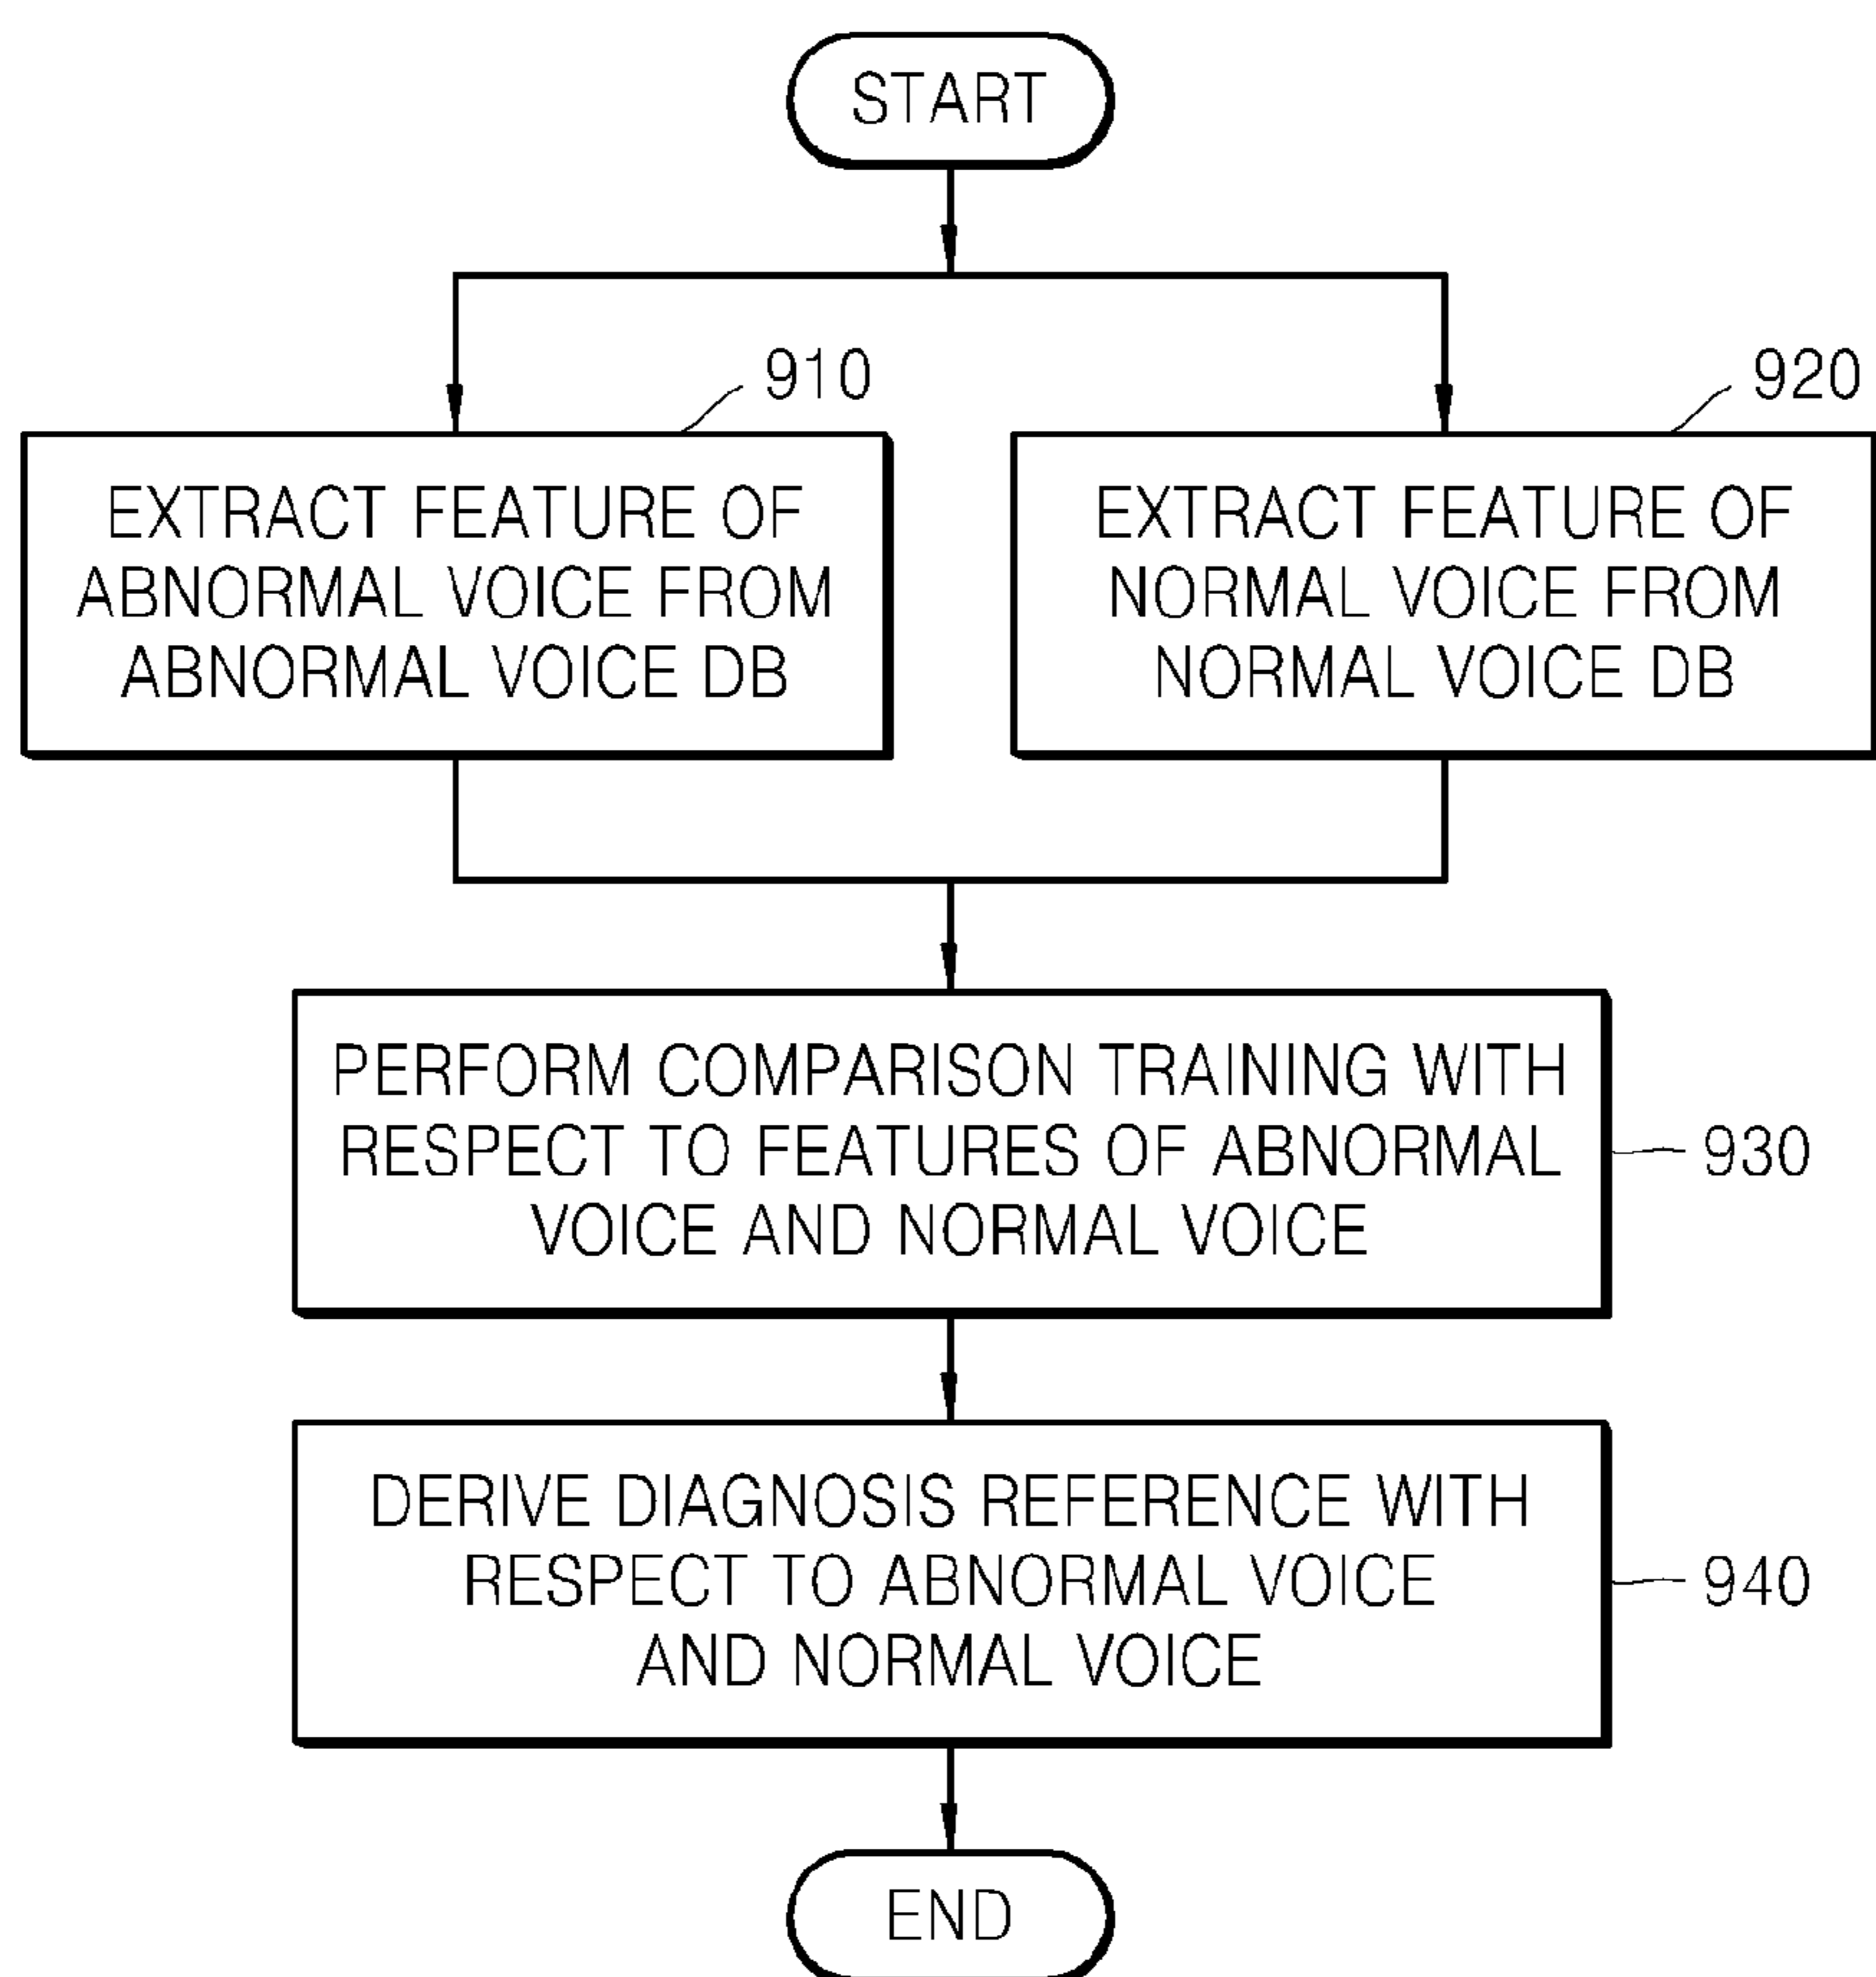 START
910
EXTRACT FEATURE OF
ABNORMAL VOICE FROM
ABNORMAL VOICE DB
920
EXTRACT FEATURE OF
NORMAL VOICE FROM
NORMAL VOICE DB
PERFORM COMPARISON TRAINING WITH
RESPECT TO FEATURES OF ABNORMAL
VOICE AND NORMAL VOICE
930
DERIVE DIAGNOSIS REFERENCE WITH
RESPECT TO ABNORMAL VOICE
AND NORMAL VOICE
940
END